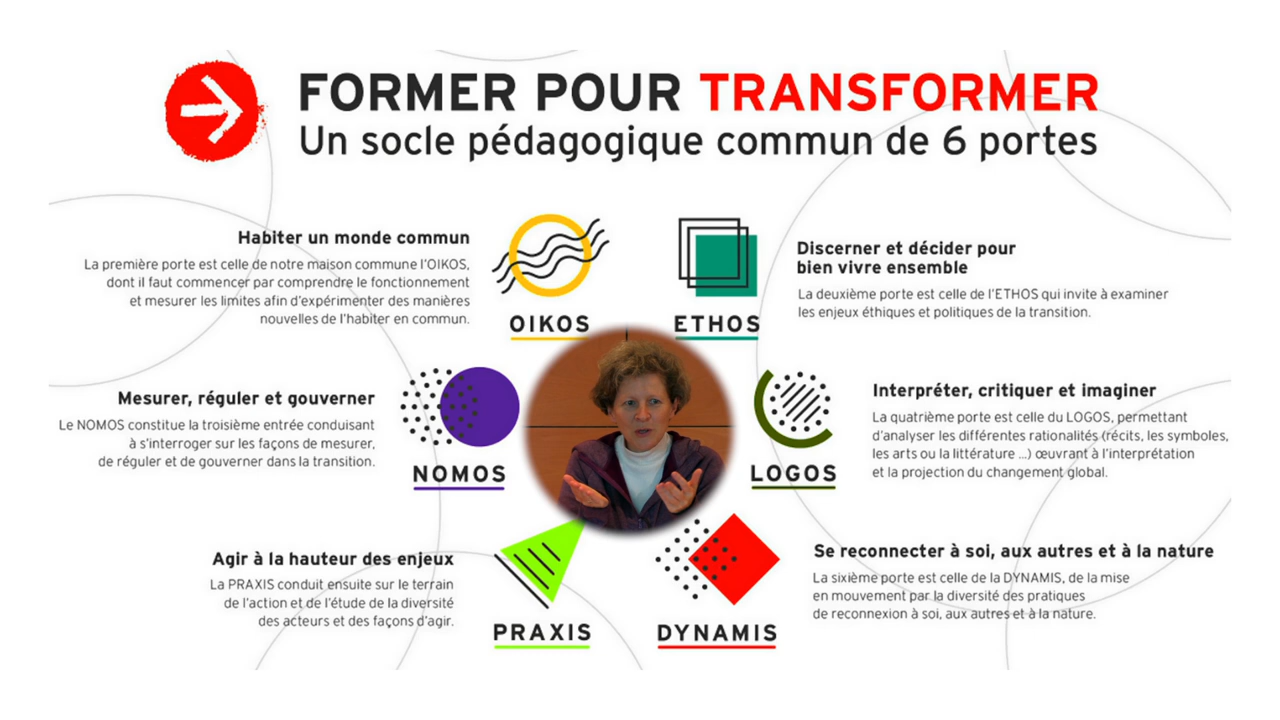 FORMER POUR TRANSFORMER
Un socle pédagogique commun de 6 portes
Habiter un monde commun
La première porte est celle de notre maison commune l'OIKOS,
dont il faut commencer par comprendre le fonctionnement
et mesurer les limites afin d'expérimenter des manières
nouvelles de l'habiter en commun.
OIKOS
ETHOS
Discerner et décider pour
bien vivre ensemble
La deuxième porte est celle de l'ETHOS qui invite à examiner
les enjeux éthiques et politiques de la transition.
Mesurer, réguler et gouverner
Le NOMOS constitue la troisième entrée conduisant
à s'interroger sur les façons de mesurer,
de réguler et de gouverner dans la transition.
NOMOS
LOGOS
Interpréter, critiquer et imaginer
La quatrième porte est celle du LOGOS, permettant
d'analyser les différentes rationalités (récits, les symboles,
les arts ou la littérature ...) œuvrant à l'interprétation
et la projection du changement global.
Agir à la hauteur des enjeux
La PRAXIS conduit ensuite sur le terrain
de l'action et de l'étude de la diversité
des acteurs et des façons d'agir.
PRAXIS
DYNAMIS
Se reconnecter à soi, aux autres et à la nature
La sixième porte est celle de la DYNAMIS, de la mise
en mouvement par la diversité des pratiques
de reconnexion à soi, aux autres et à la nature.